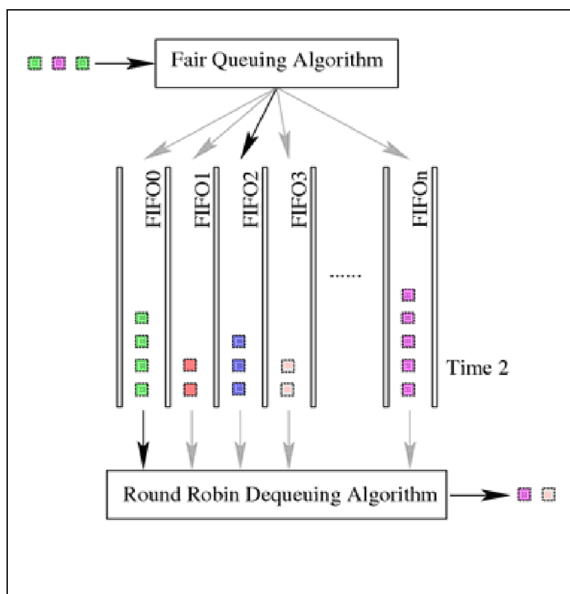 Fair Queuing Algorithm
FIFO0
FIFO1
FIFO2
FIFO3
......
FIFOn
Time 2
Round Robin Dequeuing Algorithm